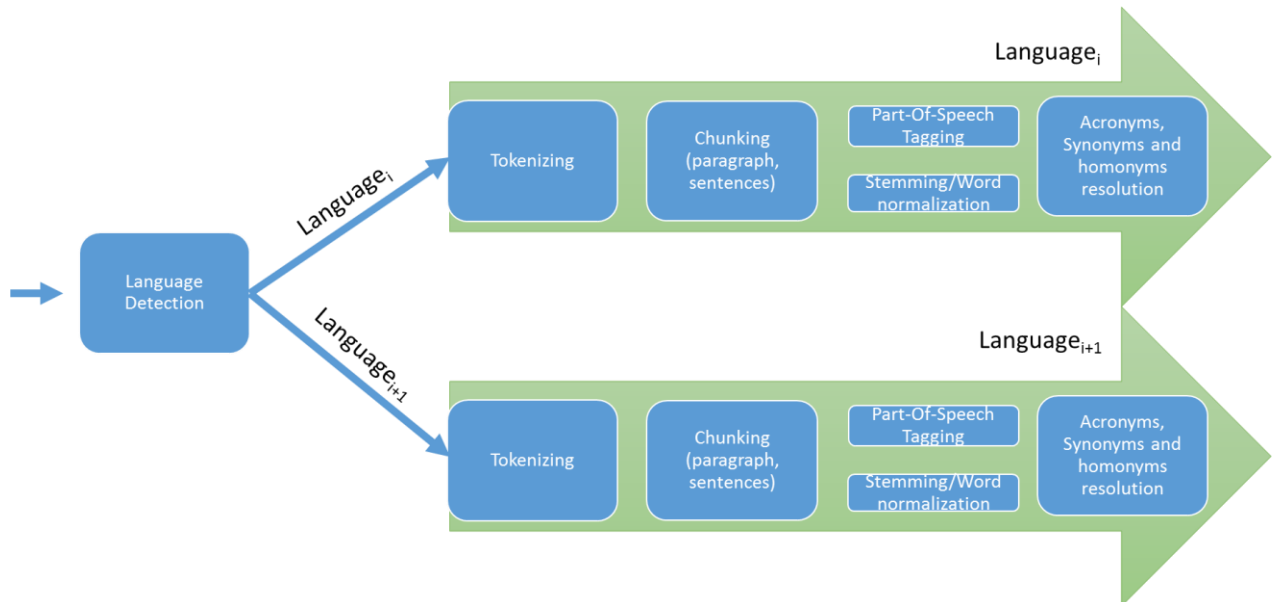 Language
Detection
Languageᵢ
Languageᵢ₊₁
Languageᵢ
Tokenizing
Chunking
(paragraph,
sentences)
Part-Of-Speech
Tagging
Stemming/Word
normalization
Acronyms,
Synonyms and
homonyms
resolution
Languageᵢ₊₁
Tokenizing
Chunking
(paragraph,
sentences)
Part-Of-Speech
Tagging
Stemming/Word
normalization
Acronyms,
Synonyms and
homonyms
resolution